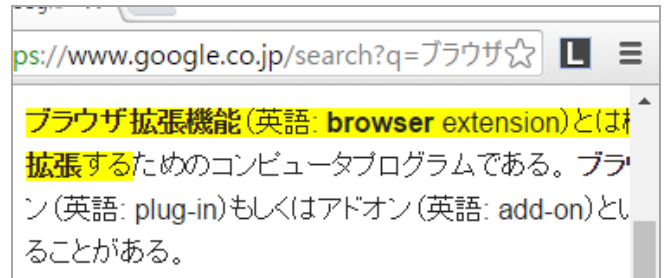 ps://www.google.co.jp/search?q=ブラウザ
L
ブラウザ拡張機能(英語: browser extension)とは
拡張するためのコンピュータプログラムである。ブラ
ン(英語: plug-in)もしくはアドオン(英語: add-on)とい
ることがある。